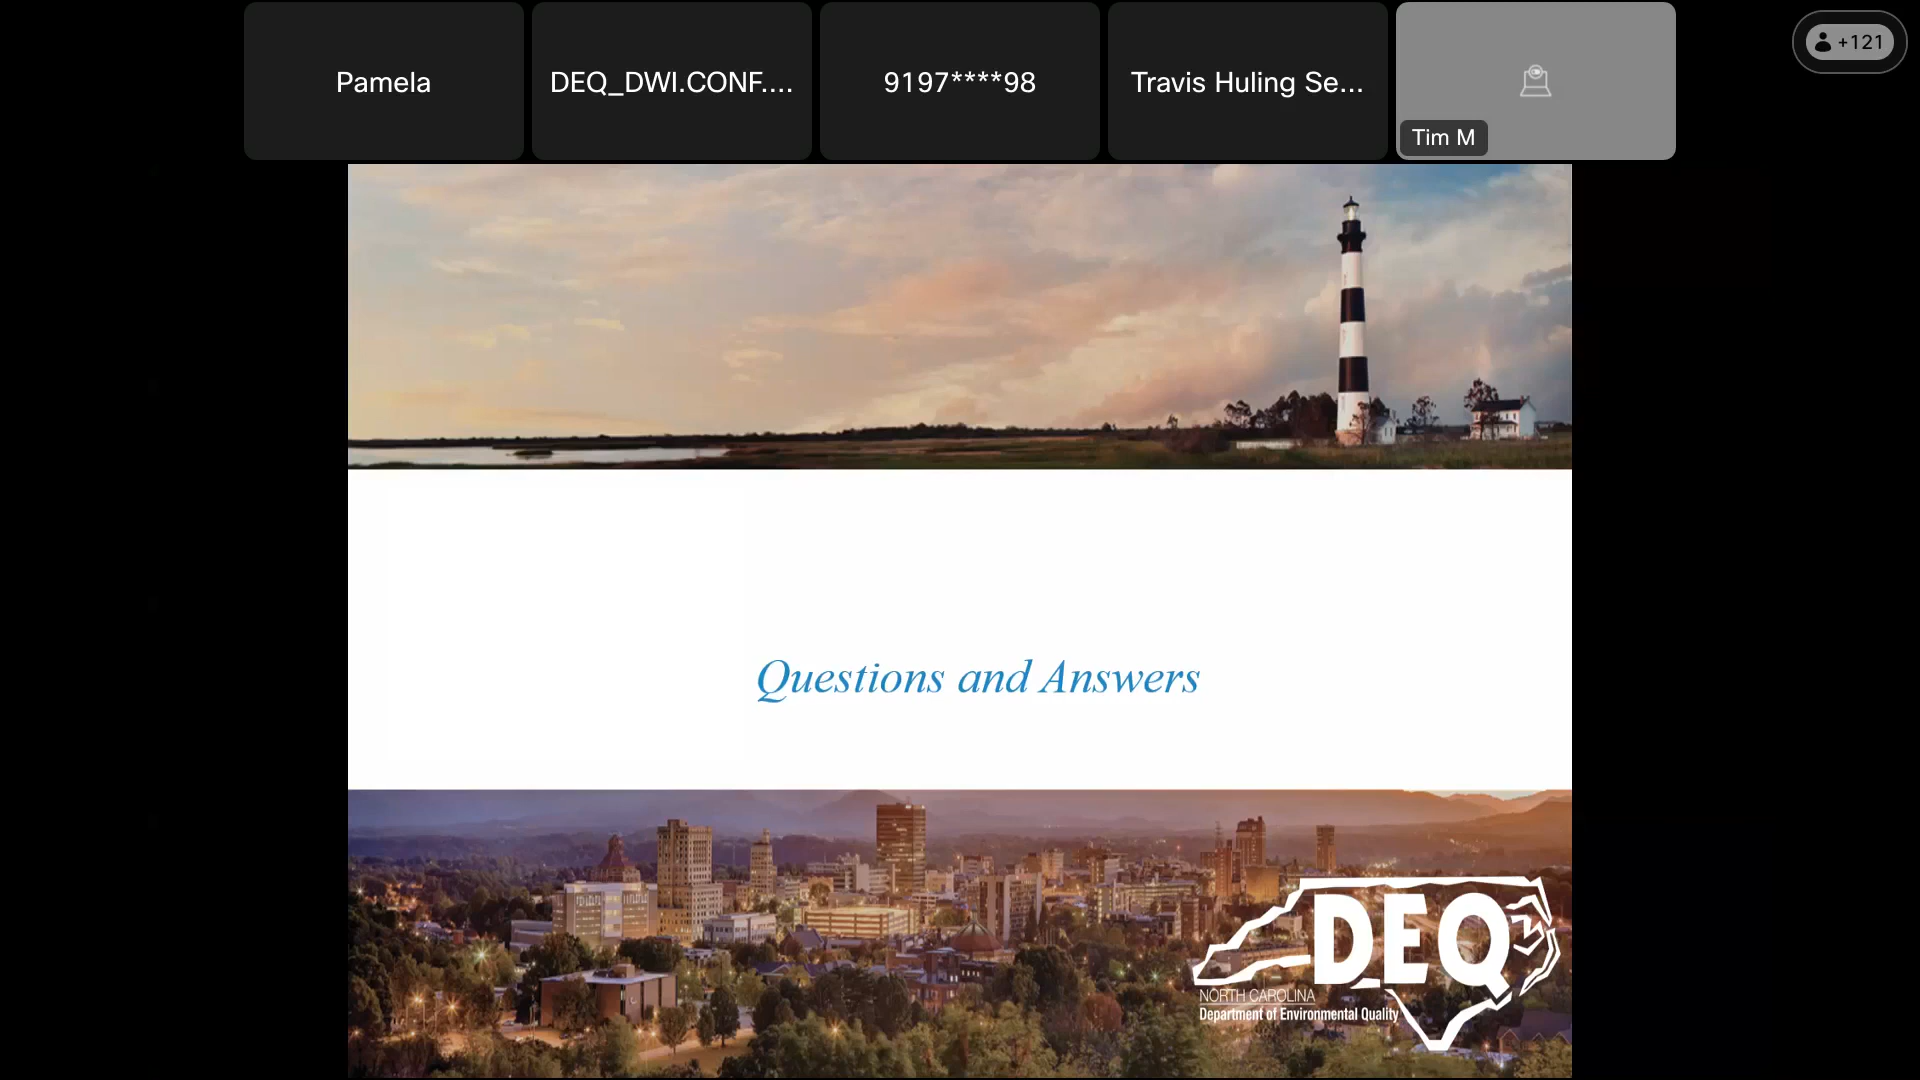 Pamela
DEQ_DWI.CONF....
9197****98
Travis Huling Se...
Tim M
+121
Questions and Answers
DEQ
NORTH CAROLINA
Department of Environmental Quality